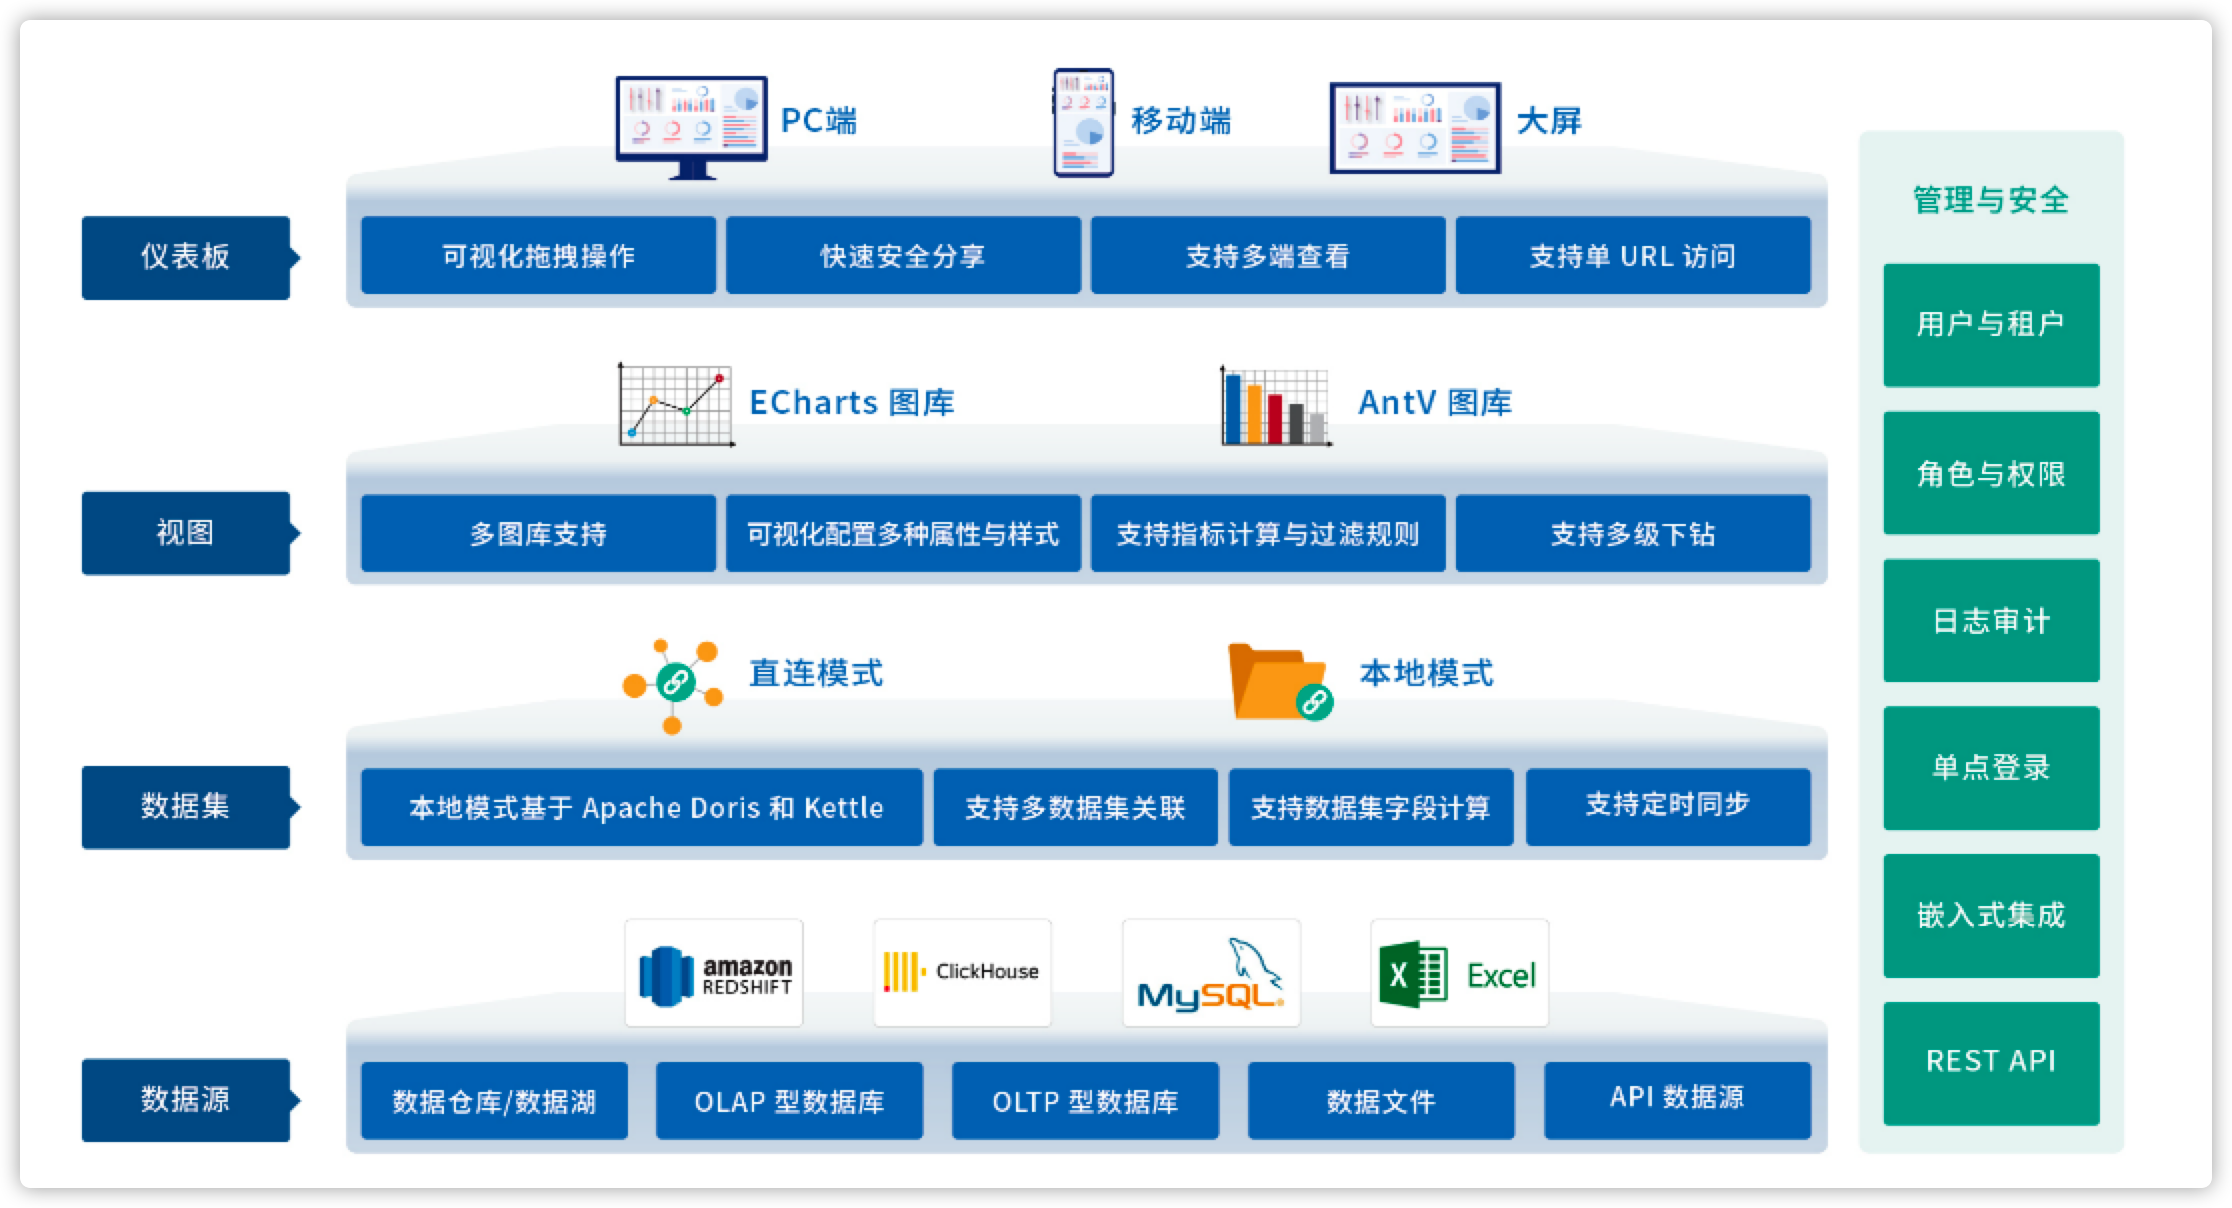 PC端
移动端
大屏
仪表板
可视化拖拽操作
快速安全分享
支持多端查看
支持单 URL 访问
ECharts 图库
AntV 图库
视图
多图库支持
可视化配置多种属性与样式
支持指标计算与过滤规则
支持多级下钻
直连模式
本地模式
数据集
本地模式基于 Apache Doris 和 Kettle
支持多数据集关联
支持数据集字段计算
支持定时同步
amazon
REDSHIFT
ClickHouse
MySQL
X
Excel
数据源
数据仓库/数据湖
OLAP 型数据库
OLTP 型数据库
数据文件
API 数据源
管理与安全
用户与租户
角色与权限
日志审计
单点登录
嵌入式集成
REST API